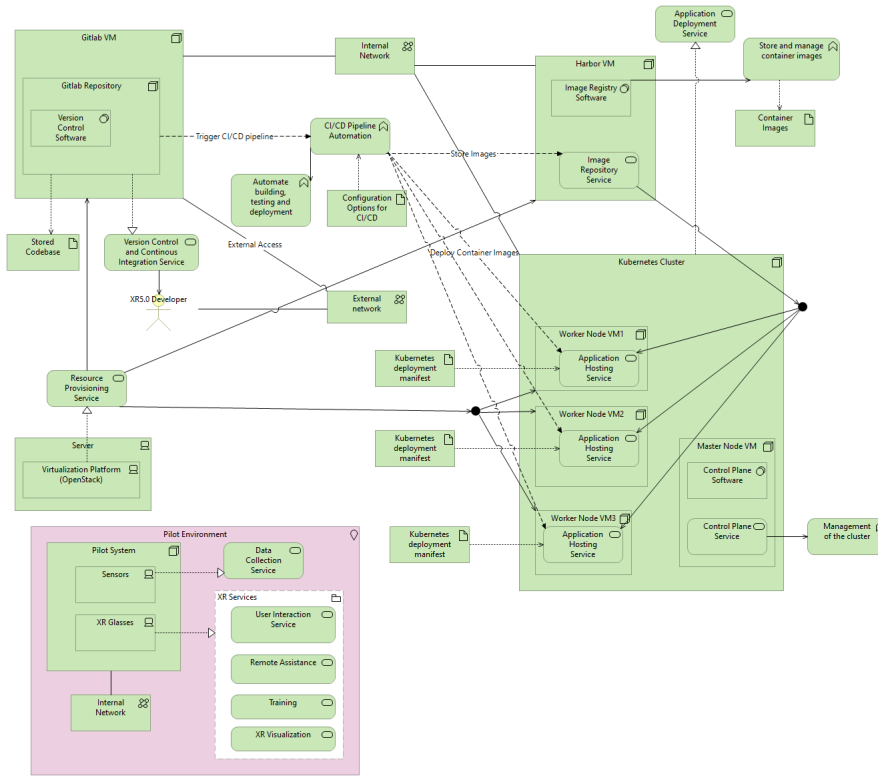 Application
Deployment
Service
Gitlab VM
Internal
Network
Store and manage
container images
Harbor VM
Gitlab Repository
Image Registry
Software
Version
Control
Software
Container
Images
CI/CD Pipeline
Automation
Trigger CI/CD pipeline
Store Images
Image
Repository
Service
Automate
building,
testing and
deployment
Configuration
Options for
CI/CD
Stored
Codebase
Version Control
and Continous
Integration Service
External Access
Deploy Container Images
Kubernetes Cluster
XR5.0 Developer
External
network
Worker Node VM1
Application
Hosting
Service
Kubernetes
deployment
manifest
Resource
Provisioning
Service
Worker Node VM2
Application
Hosting
Service
Kubernetes
deployment
manifest
Server
Virtualization Platform
(OpenStack)
Master Node VM
Control Plane
Software
Worker Node VM3
Application
Hosting
Service
Kubernetes
deployment
manifest
Control Plane
Service
Management
of the cluster
Pilot Environment
Pilot System
Data
Collection
Service
Sensors
XR Services
XR Glasses
User Interaction
Service
Remote Assistance
Internal
Network
Training
XR Visualization